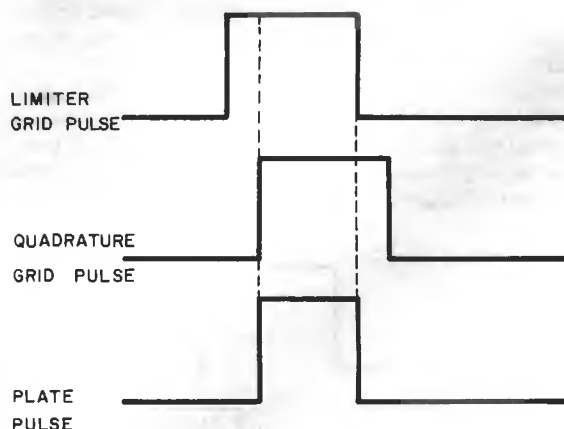 LIMITER
GRID PULSE
QUADRATURE
GRID PULSE
PLATE
PULSE